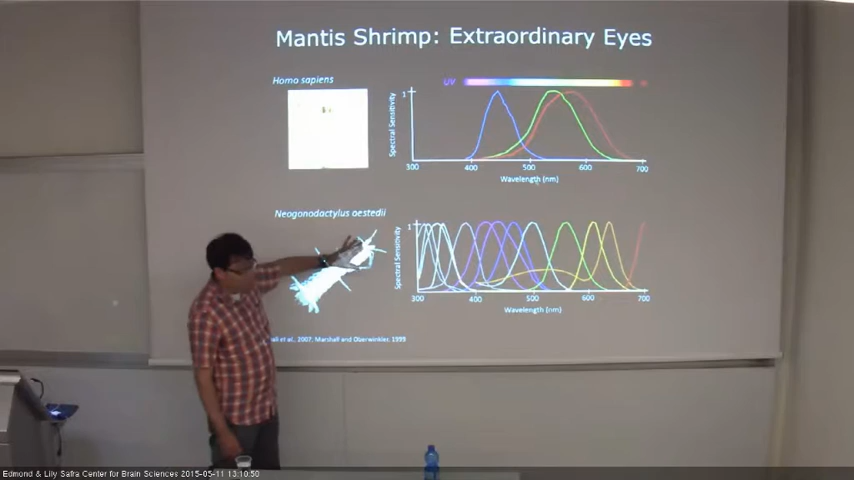 Mantis Shrimp: Extraordinary Eyes
Homo sapiens
UV
1
Spectral Sensitivity
300 400 500 600 700
Wavelength (nm)
Neogonodactylus oestedii
1
Spectral Sensitivity
300 400 500 600 700
Wavelength (nm)
et al., 2007, Marshall and Oberwinkler, 1999
Edmond & Lily Safra Center for Brain Sciences 2015-05-11 13:10:50